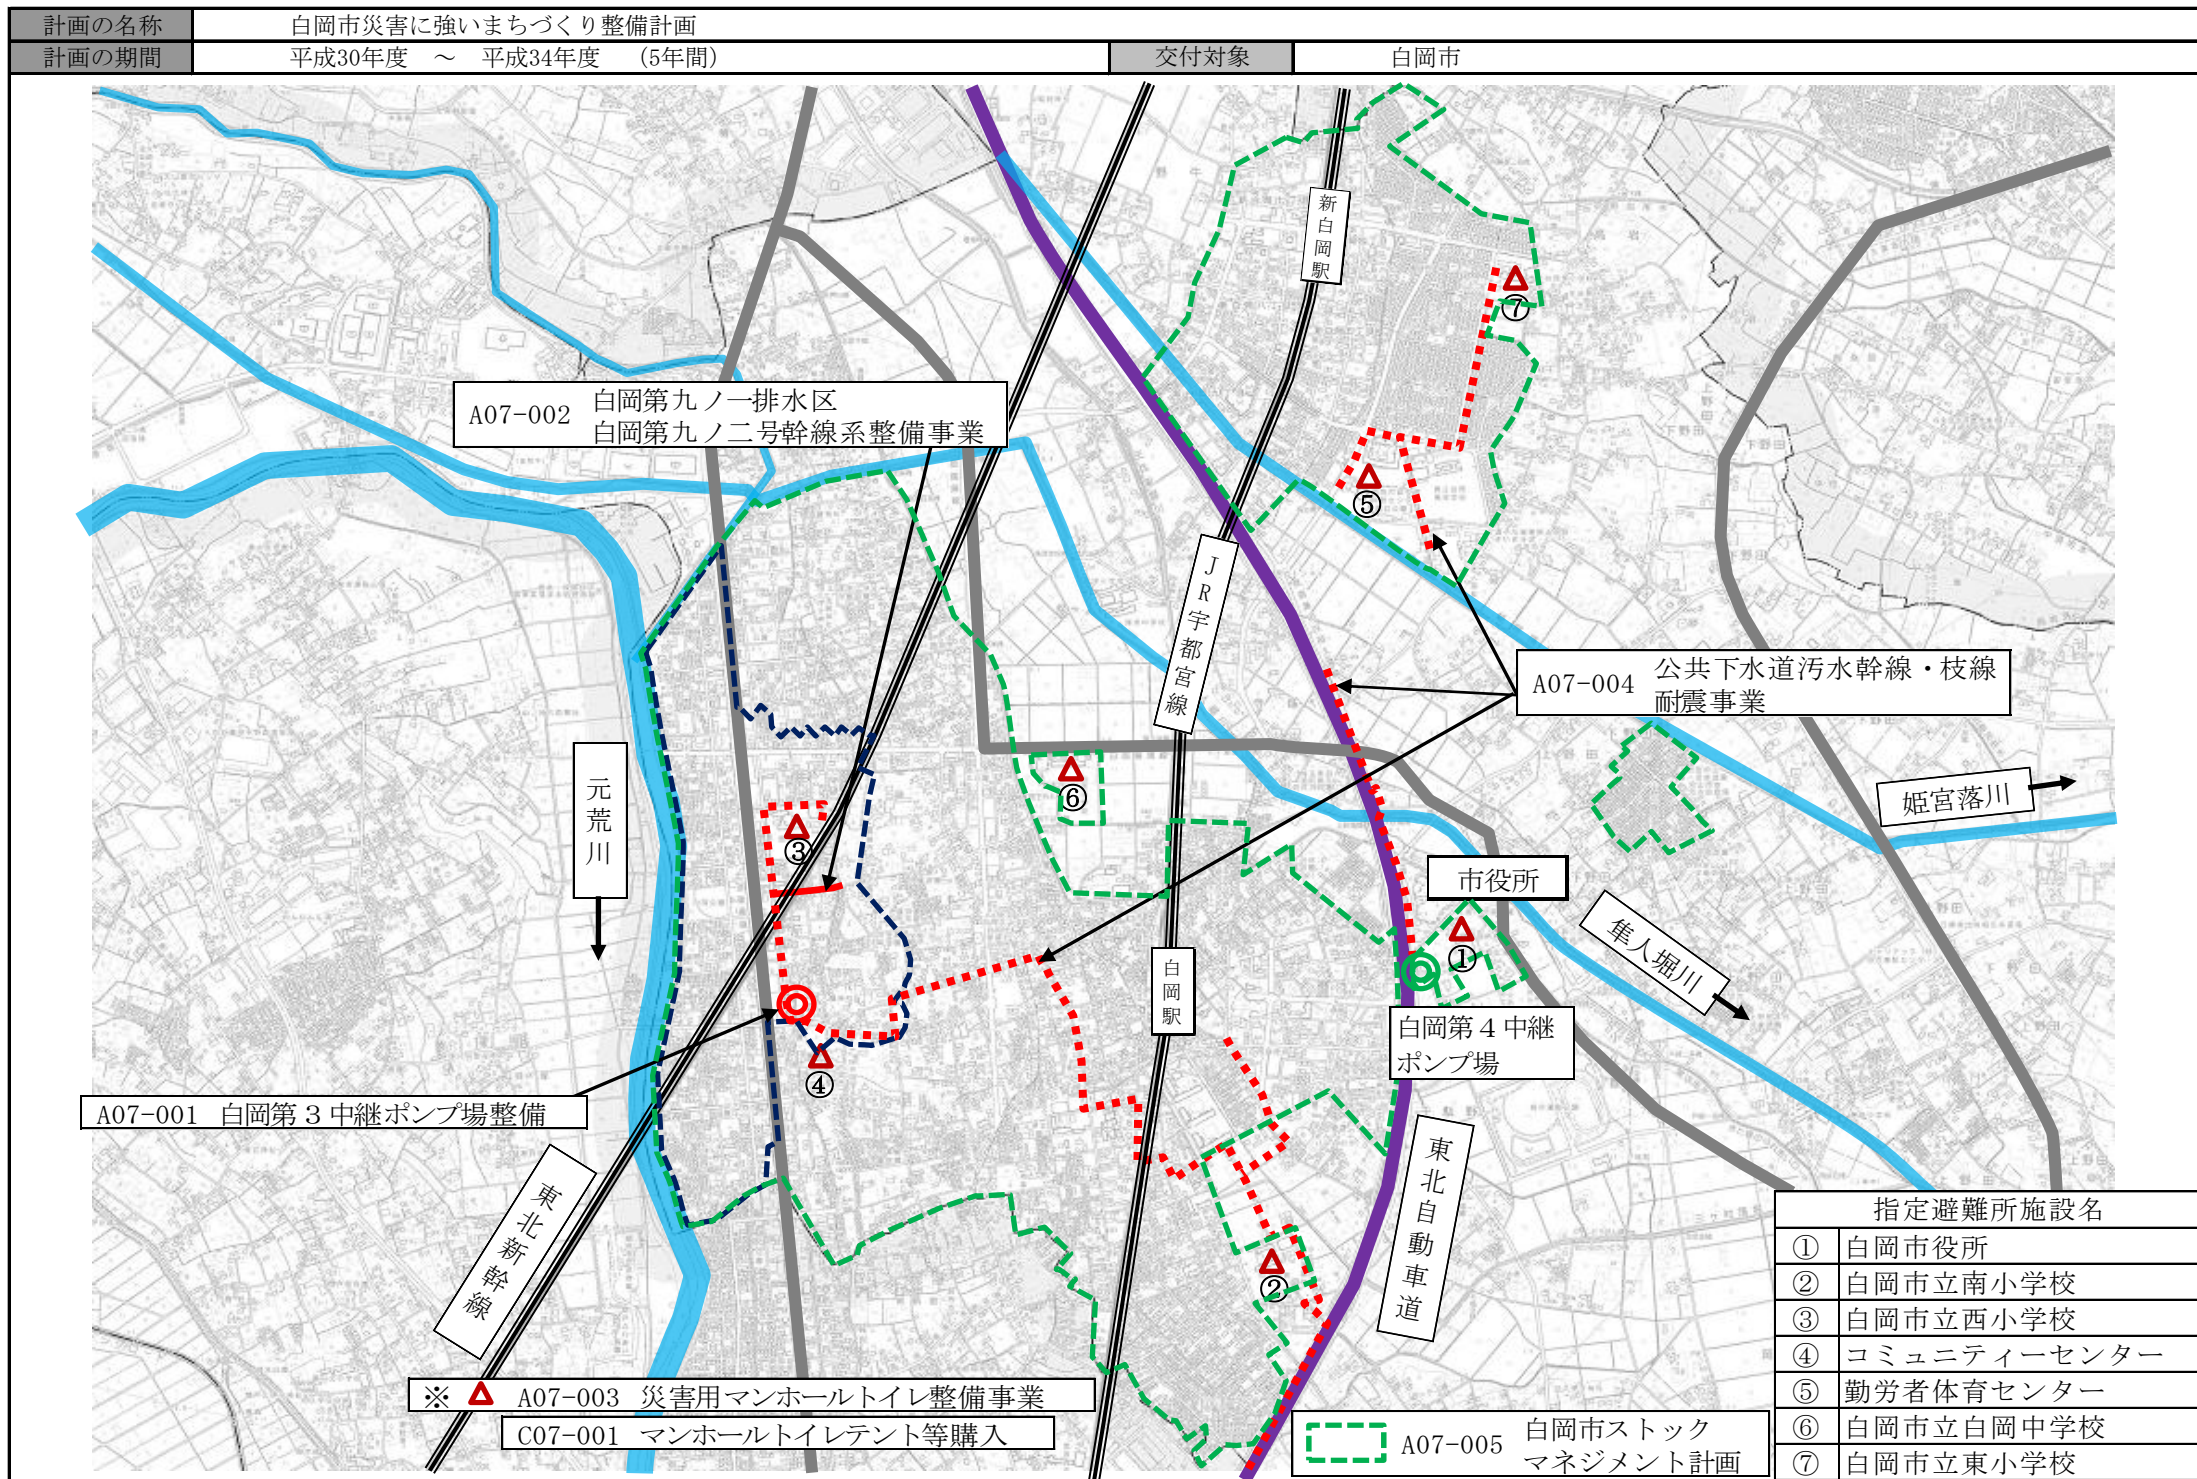 計画の名称 白岡市災害に強いまちづくり整備計画
計画の期間 平成30年度 ～ 平成34年度 （5年間） 交付対象 白岡市
新白岡駅
⑦
A07-002 白岡第九ノ一排水区
白岡第九ノ二号幹線系整備事業
⑤
JR宇都宮線
A07-004 公共下水道汚水幹線・枝線
耐震事業
元荒川
⑥
姫宮落川
③
市役所
①
隼人堀川
白岡駅
白岡第４中継
ポンプ場
④
A07-001 白岡第３中継ポンプ場整備
東北新幹線
東北自動車道
②
※ A07-003 災害用マンホールトイレ整備事業
C07-001 マンホールトイレテント等購入
A07-005 白岡市ストック
マネジメント計画
指定避難所施設名
① 白岡市役所
② 白岡市立南小学校
③ 白岡市立西小学校
④ コミュニティーセンター
⑤ 勤労者体育センター
⑥ 白岡市立白岡中学校
⑦ 白岡市立東小学校